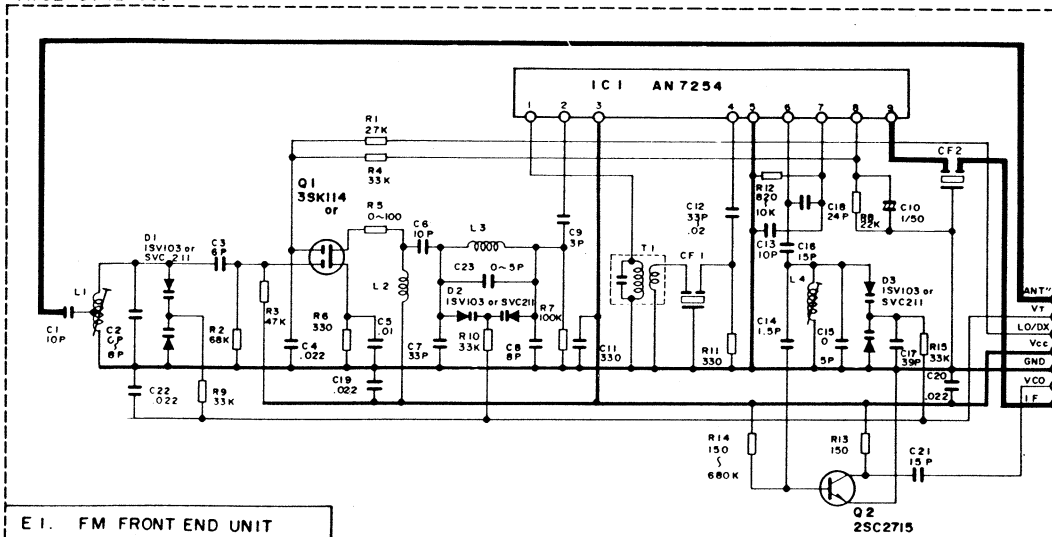 IC1 AN7254
1 2 3 4 5 6 7 8 9
R1
27K
R4
33K
Q1
3SK114
or
R5
0~100
C6
10P
L3
C23 0~5P
D2
1SV103 or SVC211
C9
3P
R7
100K
C12
33P
~
.02
CF1
T1
R12
820
~
10K
C18
24P
C13
10P
C16
15P
R8
22K
C10
1/50
CF2
D1
1SV103 or
SVC 211
C3
6P
L1
C1
10P
C2
0
~
8P
R2
68K
R3
47K
C4
.022
R6
330
C5
.01
L2
C7
33P
R10
33K
C8
8P
C11
330
R11
330
C14
1.5P
L4
C15
0
~
5P
D3
1SV103 or
SVC211
C17
39P
R15
33K
C20
.022
C22
.022
R9
33K
C19
.022
ANT"
VT
LO/DX
Vcc
GND
VCO
IF
R14
150
~
680K
R13
150
C21
15P
Q2
2SC2715
E1. FM FRONT END UNIT